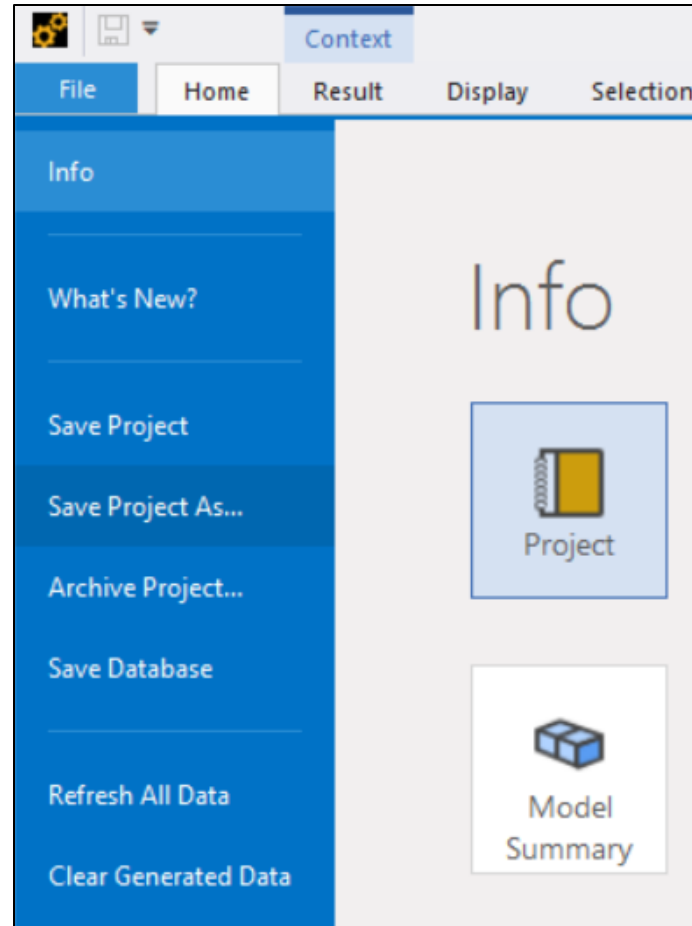 Context
File Home Result Display Selection
Info
What's New?
Save Project
Save Project As...
Archive Project...
Save Database
Refresh All Data
Clear Generated Data
Info
Project
Model
Summary